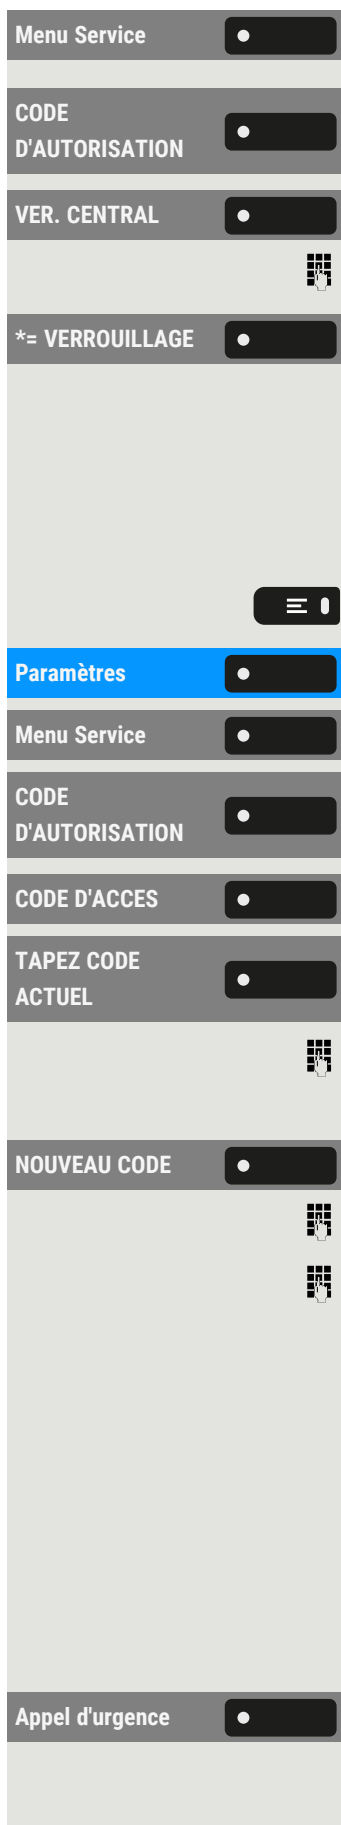 Menu Service
CODE
D'AUTORISATION
VER. CENTRAL
*= VERROUILLAGE
Paramètres
Menu Service
CODE
D'AUTORISATION
CODE D'ACCES
TAPEZ CODE
ACTUEL
NOUVEAU CODE
Appel d'urgence